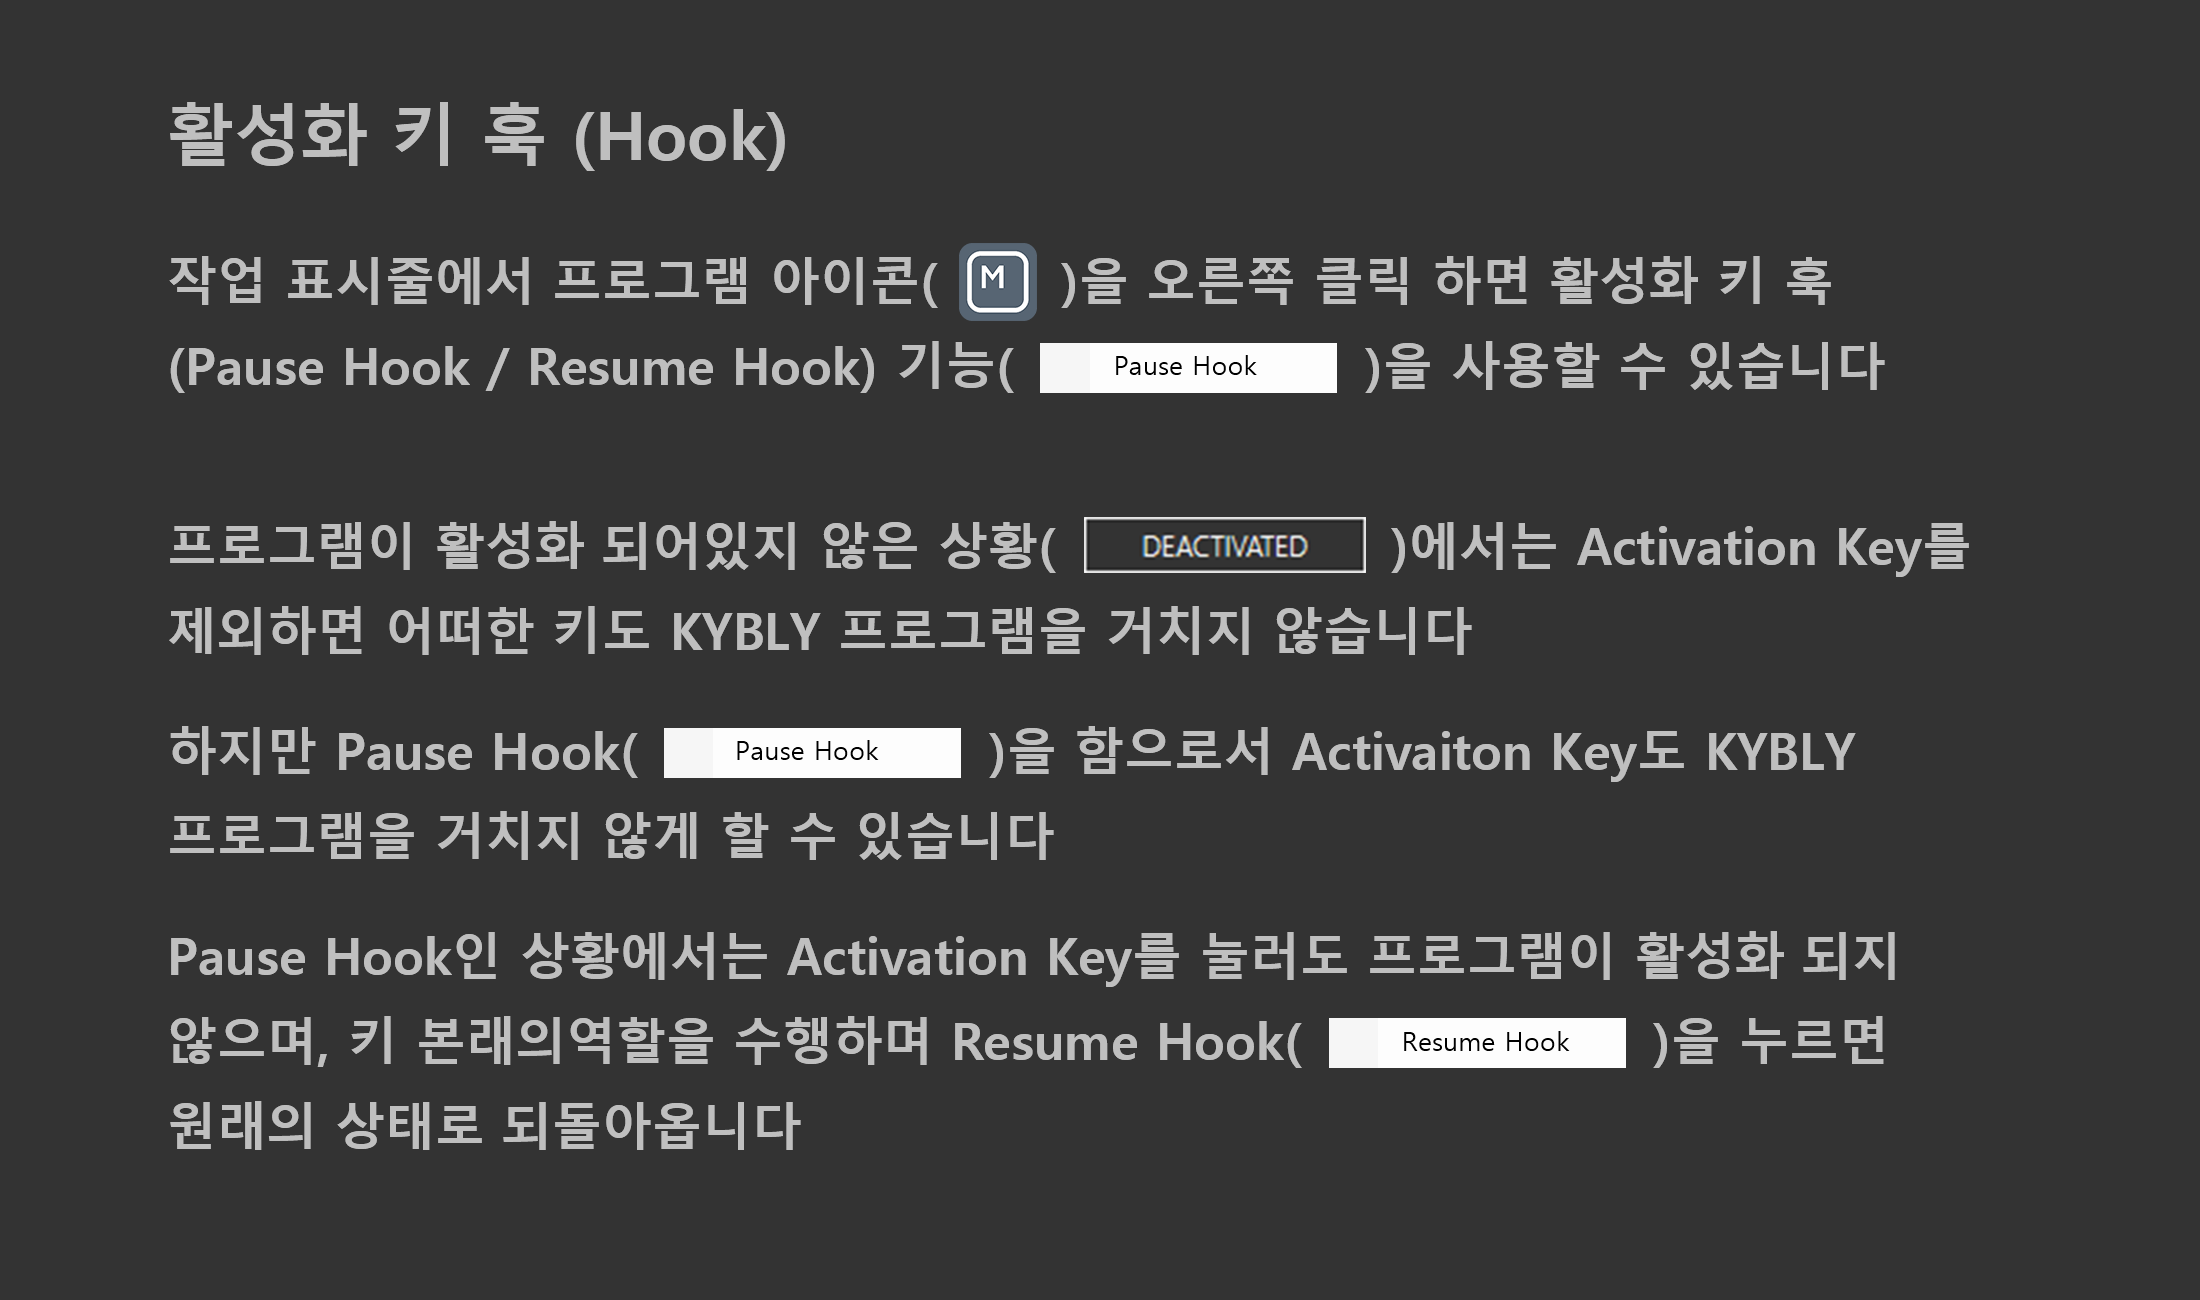 활성화 키 훅 (Hook)
작업 표시줄에서 프로그램 아이콘( M )을 오른쪽 클릭 하면 활성화 키 훅
(Pause Hook / Resume Hook) 기능( Pause Hook )을 사용할 수 있습니다
프로그램이 활성화 되어있지 않은 상황( DEACTIVATED )에서는 Activation Key를
제외하면 어떠한 키도 KYBLY 프로그램을 거치지 않습니다
하지만 Pause Hook( Pause Hook )을 함으로서 Activaiton Key도 KYBLY
프로그램을 거치지 않게 할 수 있습니다
Pause Hook인 상황에서는 Activation Key를 눌러도 프로그램이 활성화 되지
않으며, 키 본래의역할을 수행하며 Resume Hook( Resume Hook )을 누르면
원래의 상태로 되돌아옵니다